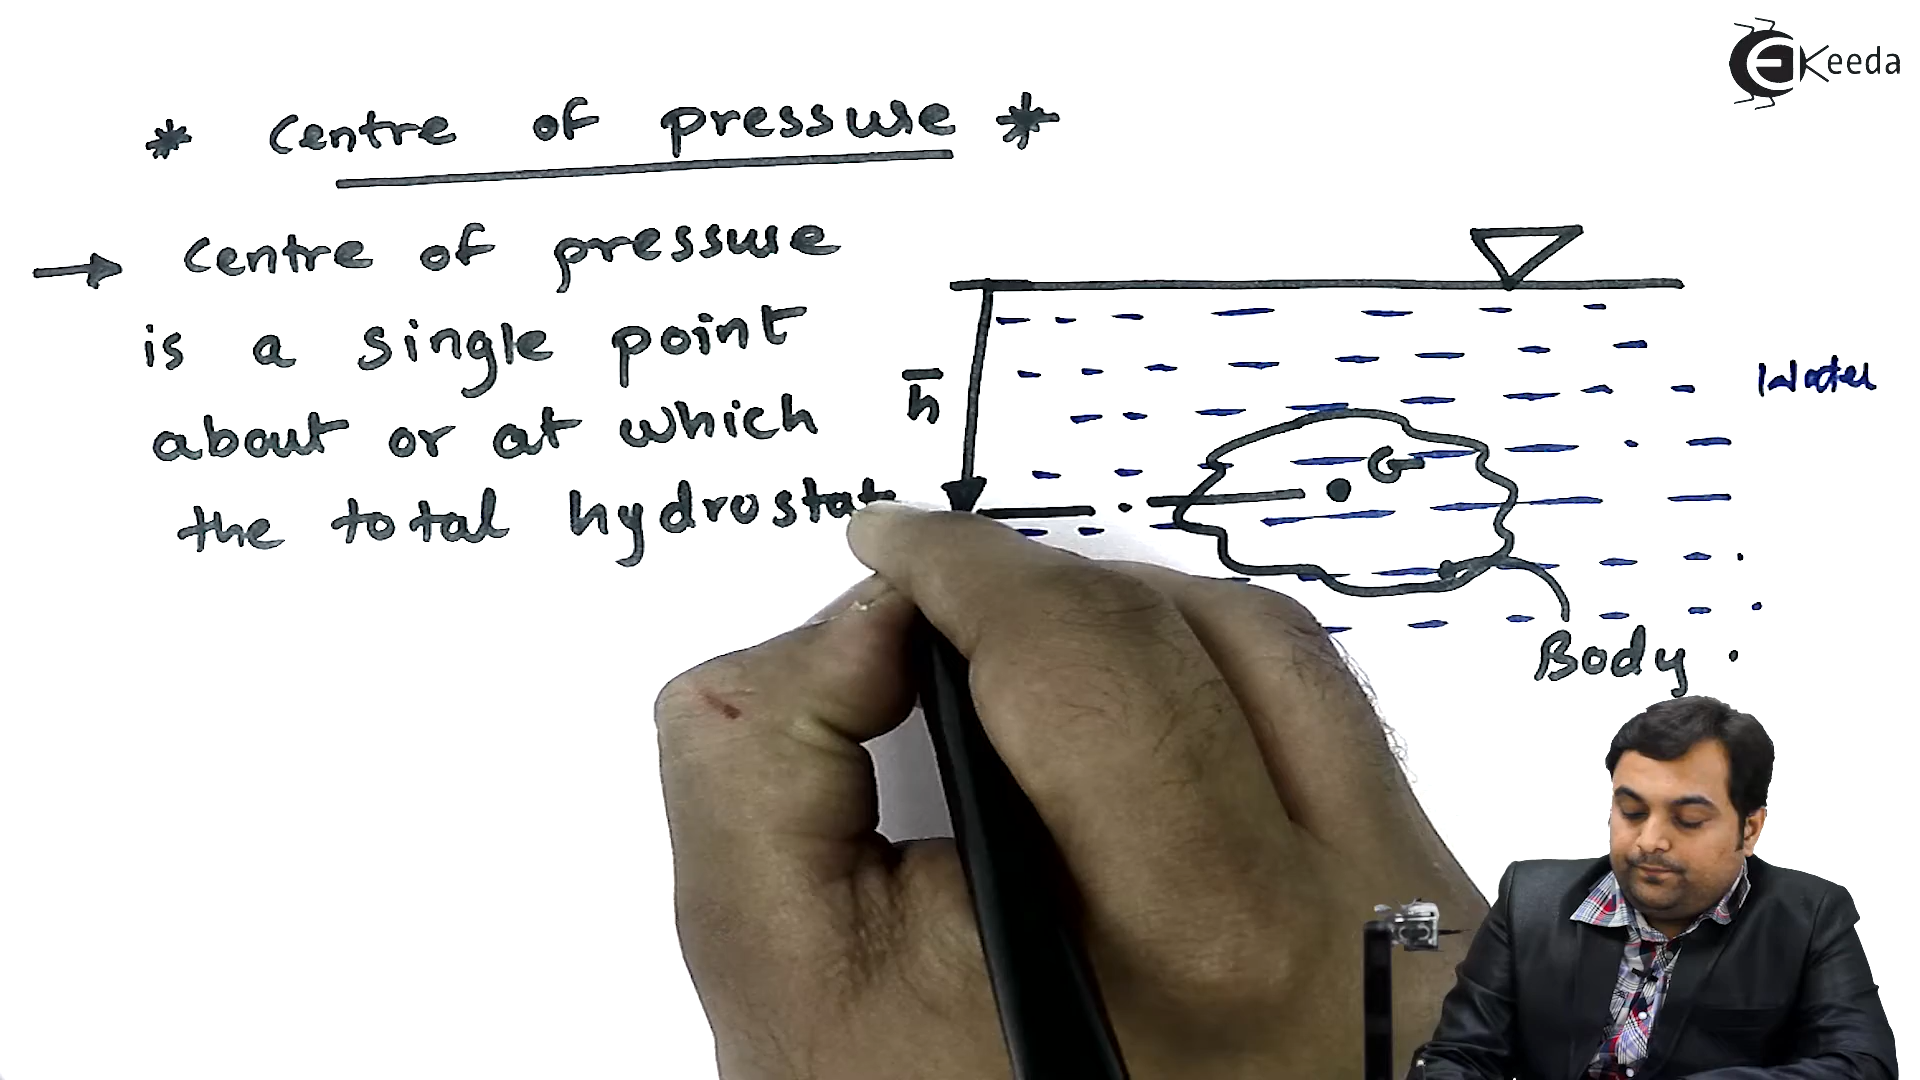 EKeeda
* Centre of pressure *
→ Centre of pressure
is a single point
about or at which
the total hydrostat
h̅
G
Water
Body